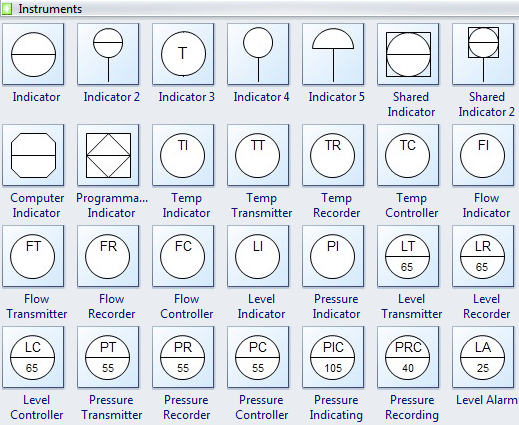 Instruments
T
Indicator
Indicator 2
Indicator 3
Indicator 4
Indicator 5
Shared
Indicator
Shared
Indicator 2
TI
TT
TR
TC
FI
Computer
Indicator
Programma...
Indicator
Temp
Indicator
Temp
Transmitter
Temp
Recorder
Temp
Controller
Flow
Indicator
FT
FR
FC
LI
PI
LT
65
LR
65
Flow
Transmitter
Flow
Recorder
Flow
Controller
Level
Indicator
Pressure
Indicator
Level
Transmitter
Level
Recorder
LC
65
PT
55
PR
55
PC
55
PIC
105
PRC
40
LA
25
Level
Controller
Pressure
Transmitter
Pressure
Recorder
Pressure
Controller
Pressure
Indicating
Pressure
Recording
Level Alarm